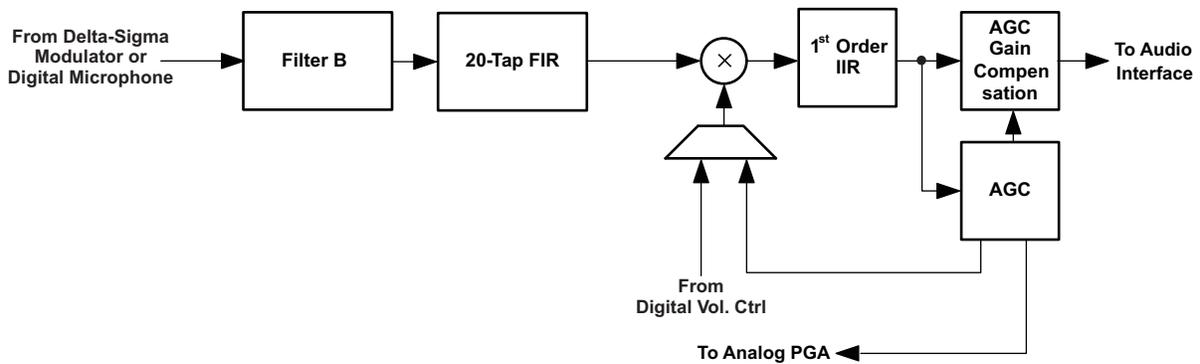 From Delta-Sigma
Modulator or
Digital Microphone
Filter B
20-Tap FIR
×
1st Order
IIR
AGC
Gain
Compen
sation
To Audio
Interface
AGC
From
Digital Vol. Ctrl
To Analog PGA